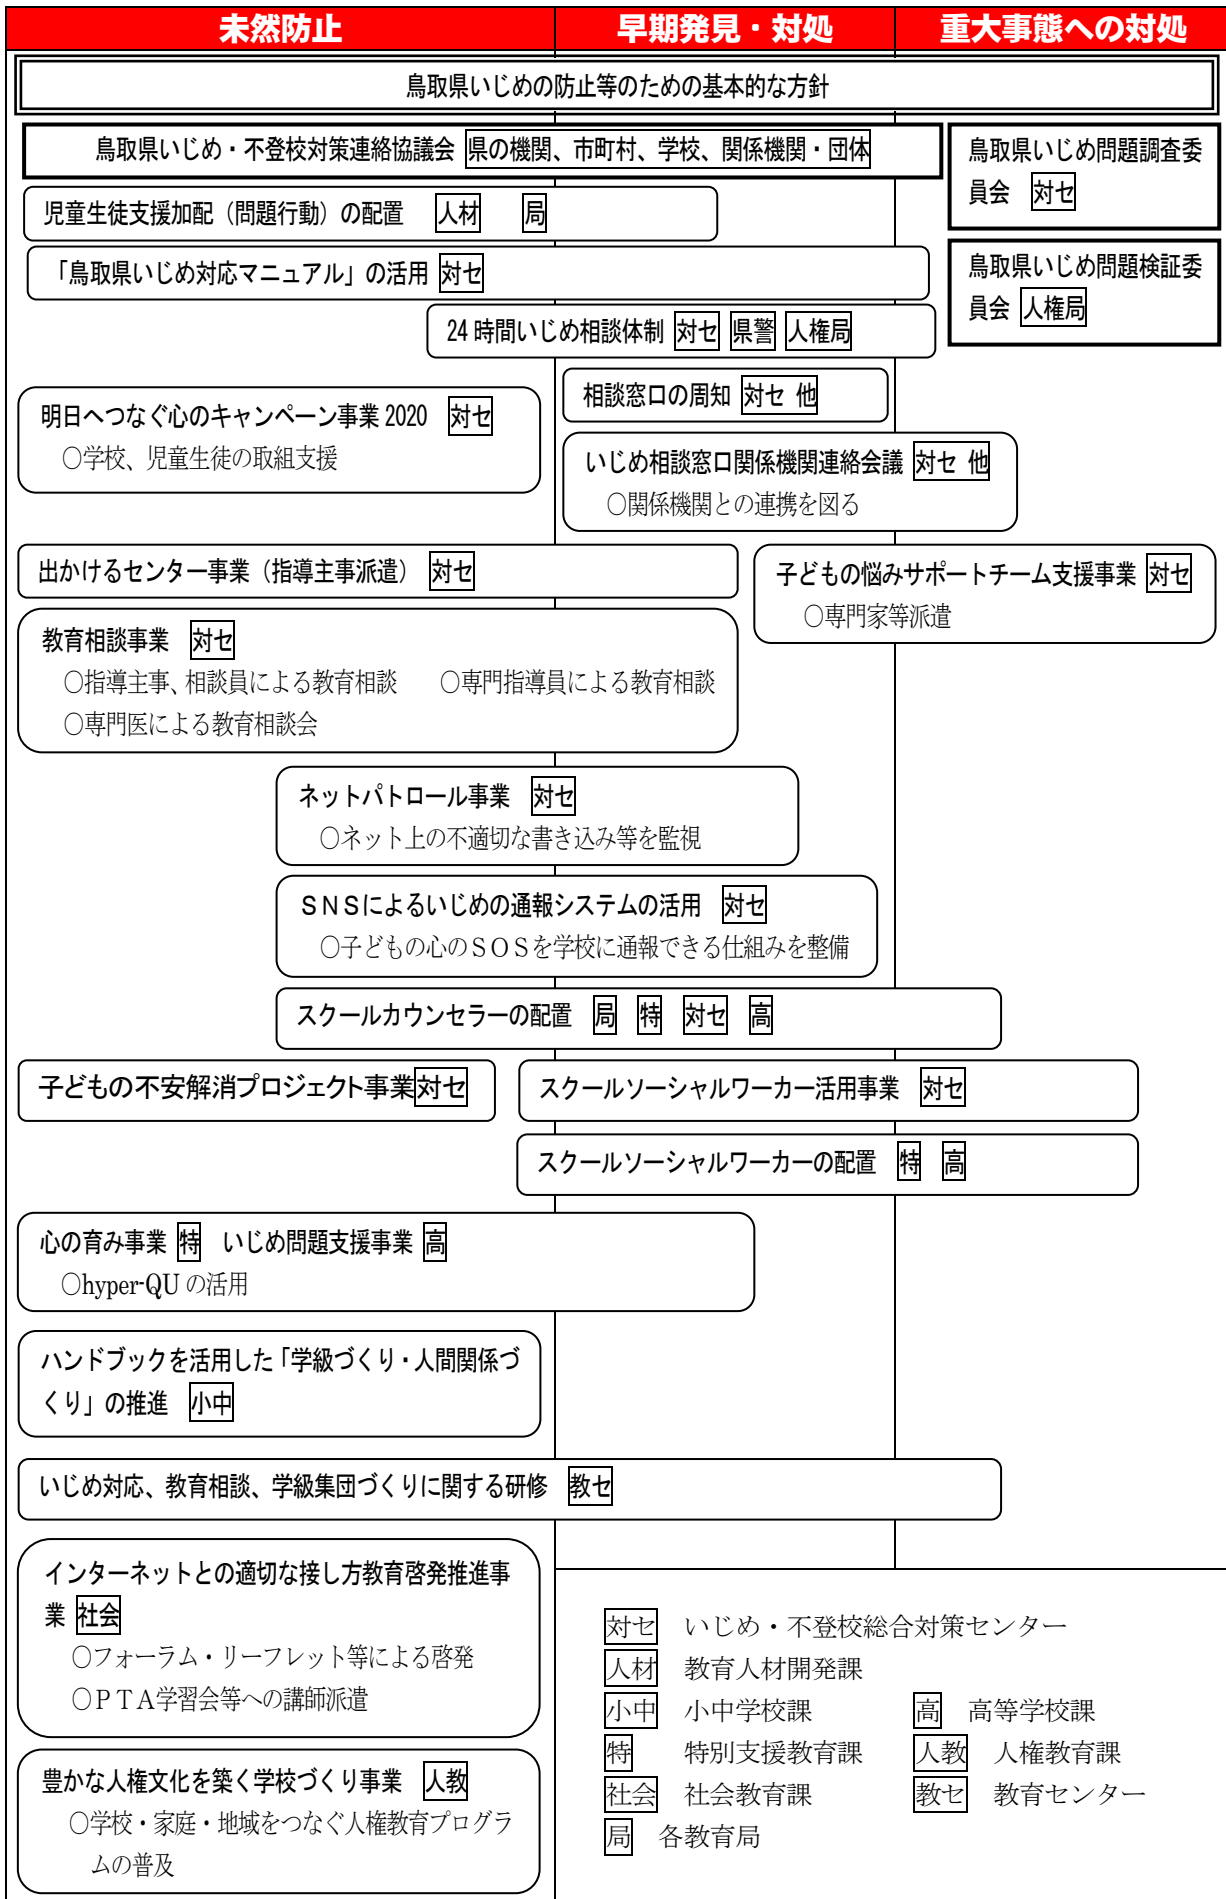 未然防止
早期発見・対処
重大事態への対処
鳥取県いじめの防止等のための基本的な方針
鳥取県いじめ・不登校対策連絡協議会 県の機関、市町村、学校、関係機関・団体
鳥取県いじめ問題調査委
員会 対セ
児童生徒支援加配（問題行動）の配置 人材 局
「鳥取県いじめ対応マニュアル」の活用 対セ
鳥取県いじめ問題検証委
員会 人権局
24時間いじめ相談体制 対セ 県警 人権局
相談窓口の周知 対セ 他
明日へつなぐ心のキャンペーン事業2020 対セ
○学校、児童生徒の取組支援
いじめ相談窓口関係機関連絡会議 対セ 他
○関係機関との連携を図る
出かけるセンター事業（指導主事派遣） 対セ
子どもの悩みサポートチーム支援事業 対セ
○専門家等派遣
教育相談事業 対セ
○指導主事、相談員による教育相談 ○専門指導員による教育相談
○専門医による教育相談会
ネットパトロール事業 対セ
○ネット上の不適切な書き込み等を監視
ＳＮＳによるいじめの通報システムの活用 対セ
○子どもの心のＳＯＳを学校に通報できる仕組みを整備
スクールカウンセラーの配置 局 特 対セ 高
子どもの不安解消プロジェクト事業 対セ
スクールソーシャルワーカー活用事業 対セ
スクールソーシャルワーカーの配置 特 高
心の育み事業 特 いじめ問題支援事業 高
○hyper-QUの活用
ハンドブックを活用した「学級づくり・人間関係づ
くり」の推進 小中
いじめ対応、教育相談、学級集団づくりに関する研修 教セ
インターネットとの適切な接し方教育啓発推進事
業 社会
○フォーラム・リーフレット等による啓発
○ＰＴＡ学習会等への講師派遣
豊かな人権文化を築く学校づくり事業 人教
○学校・家庭・地域をつなぐ人権教育プログラ
ムの普及
対セ いじめ・不登校総合対策センター
人材 教育人材開発課
小中 小中学校課 高 高等学校課
特 特別支援教育課 人教 人権教育課
社会 社会教育課 教セ 教育センター
局 各教育局